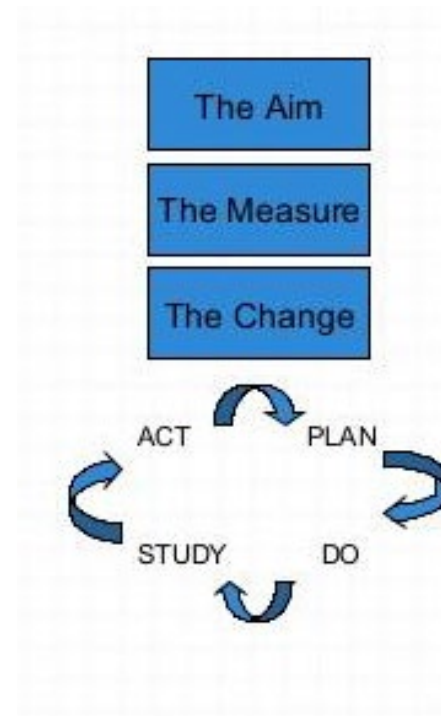 The Aim
The Measure
The Change
ACT PLAN
STUDY DO